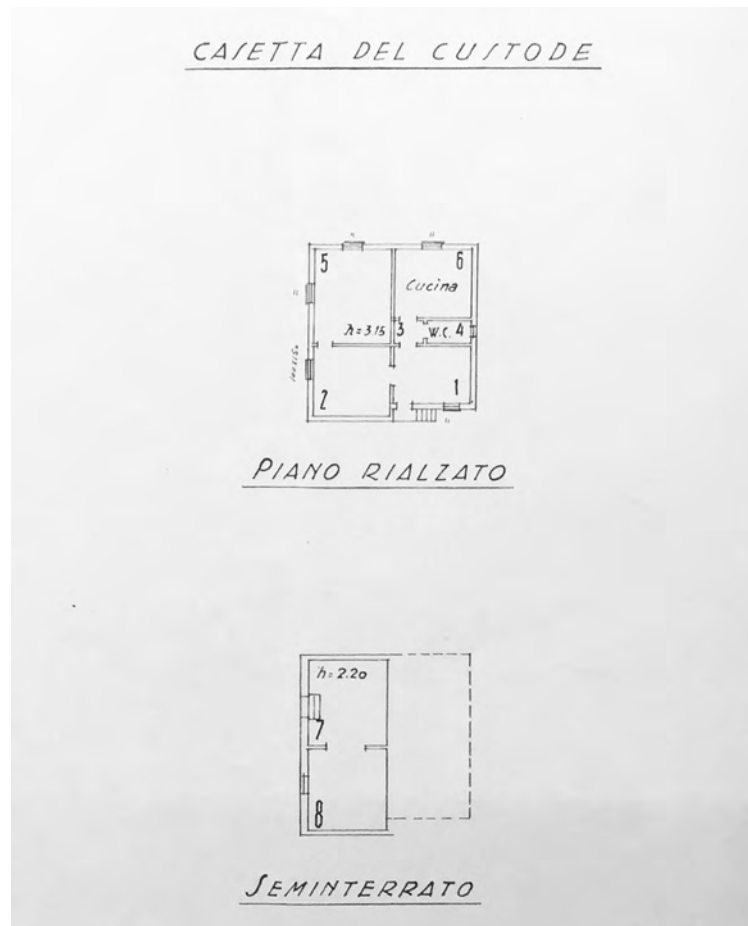 CASETTA DEL CUSTODE
5
6
Cucina
h=3.15
3
W.C. 4
2
1
PIANO RIALZATO
h=2.20
7
8
SEMINTERRATO